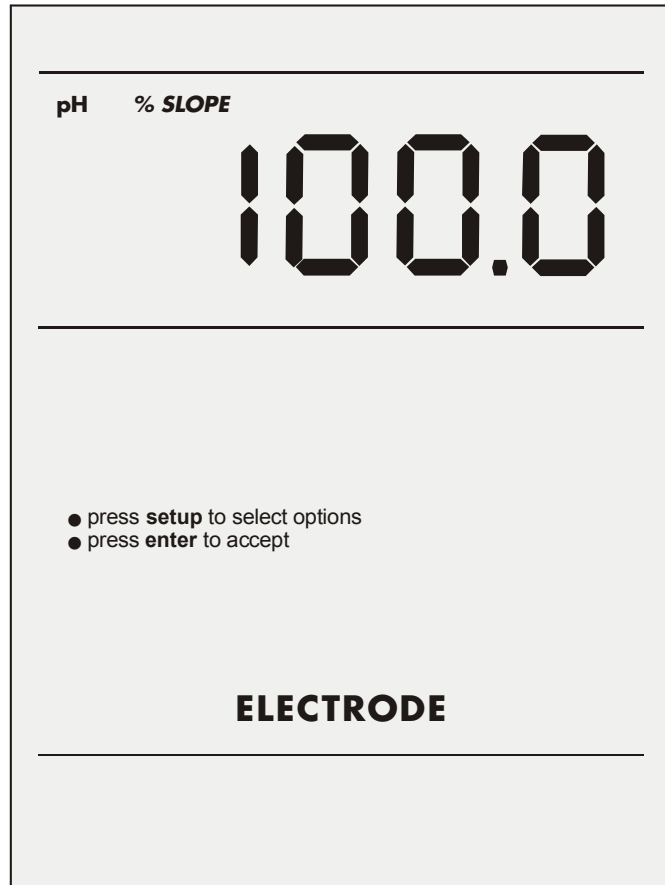 pH % SLOPE
100.0
● press setup to select options
● press enter to accept
ELECTRODE